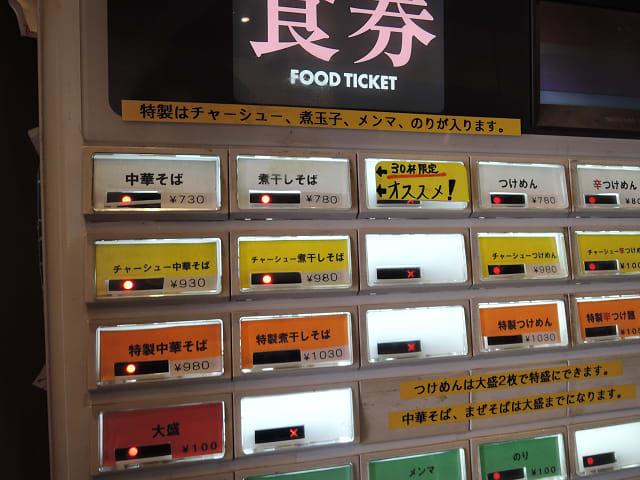 食券
FOOD TICKET
特製はチャーシュー、煮玉子、メンマ、のりが入ります。
中華そば
¥730
煮干しそば
¥780
30杯限定
オススメ!
つけめん
¥780
辛つけめん
チャーシュー中華そば
¥930
チャーシュー煮干しそば
¥980
チャーシューつけめん
¥980
特製中華そば
¥980
特製煮干しそば
¥1030
特製つけめん
¥1030
特製辛つけ麺
つけめんは大盛2枚で特盛にできます。
中華そば、まぜそばは大盛までになります。
大盛
¥100
メンマ
のり
¥100